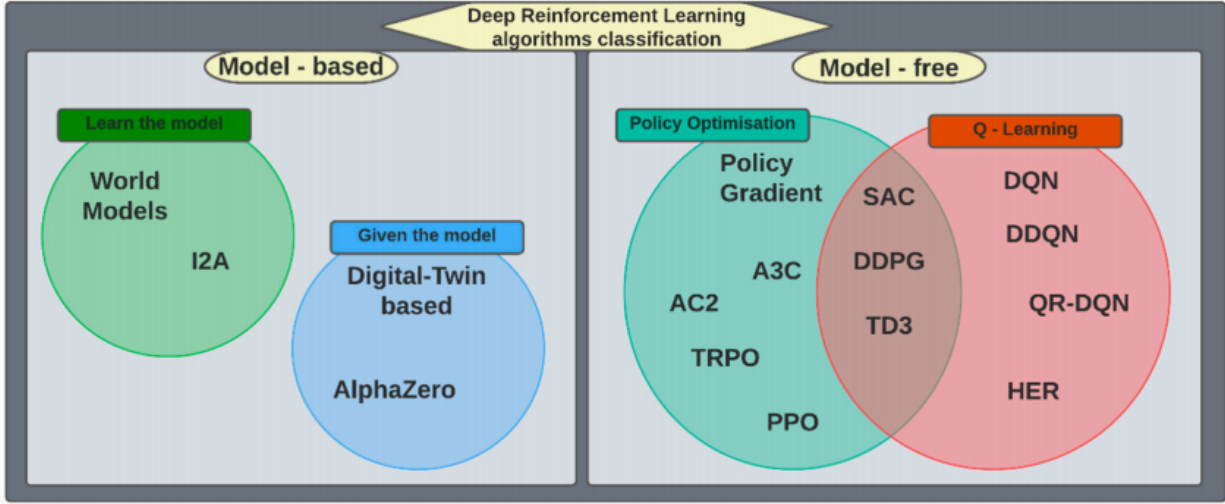 Deep Reinforcement Learning
algorithms classification
Model - based
Learn the model
World
Models
I2A
Given the model
Digital-Twin
based
AlphaZero
Model - free
Policy Optimisation
Policy
Gradient
A3C
AC2
TRPO
PPO
SAC
DDPG
TD3
Q - Learning
DQN
DDQN
QR-DQN
HER